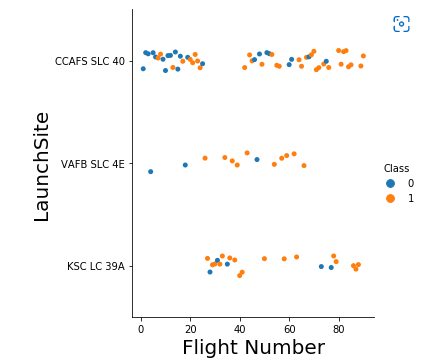 CCAFS SLC 40
VAFB SLC 4E
KSC LC 39A
LaunchSite
0 20 40 60 80
Flight Number
Class
0
1